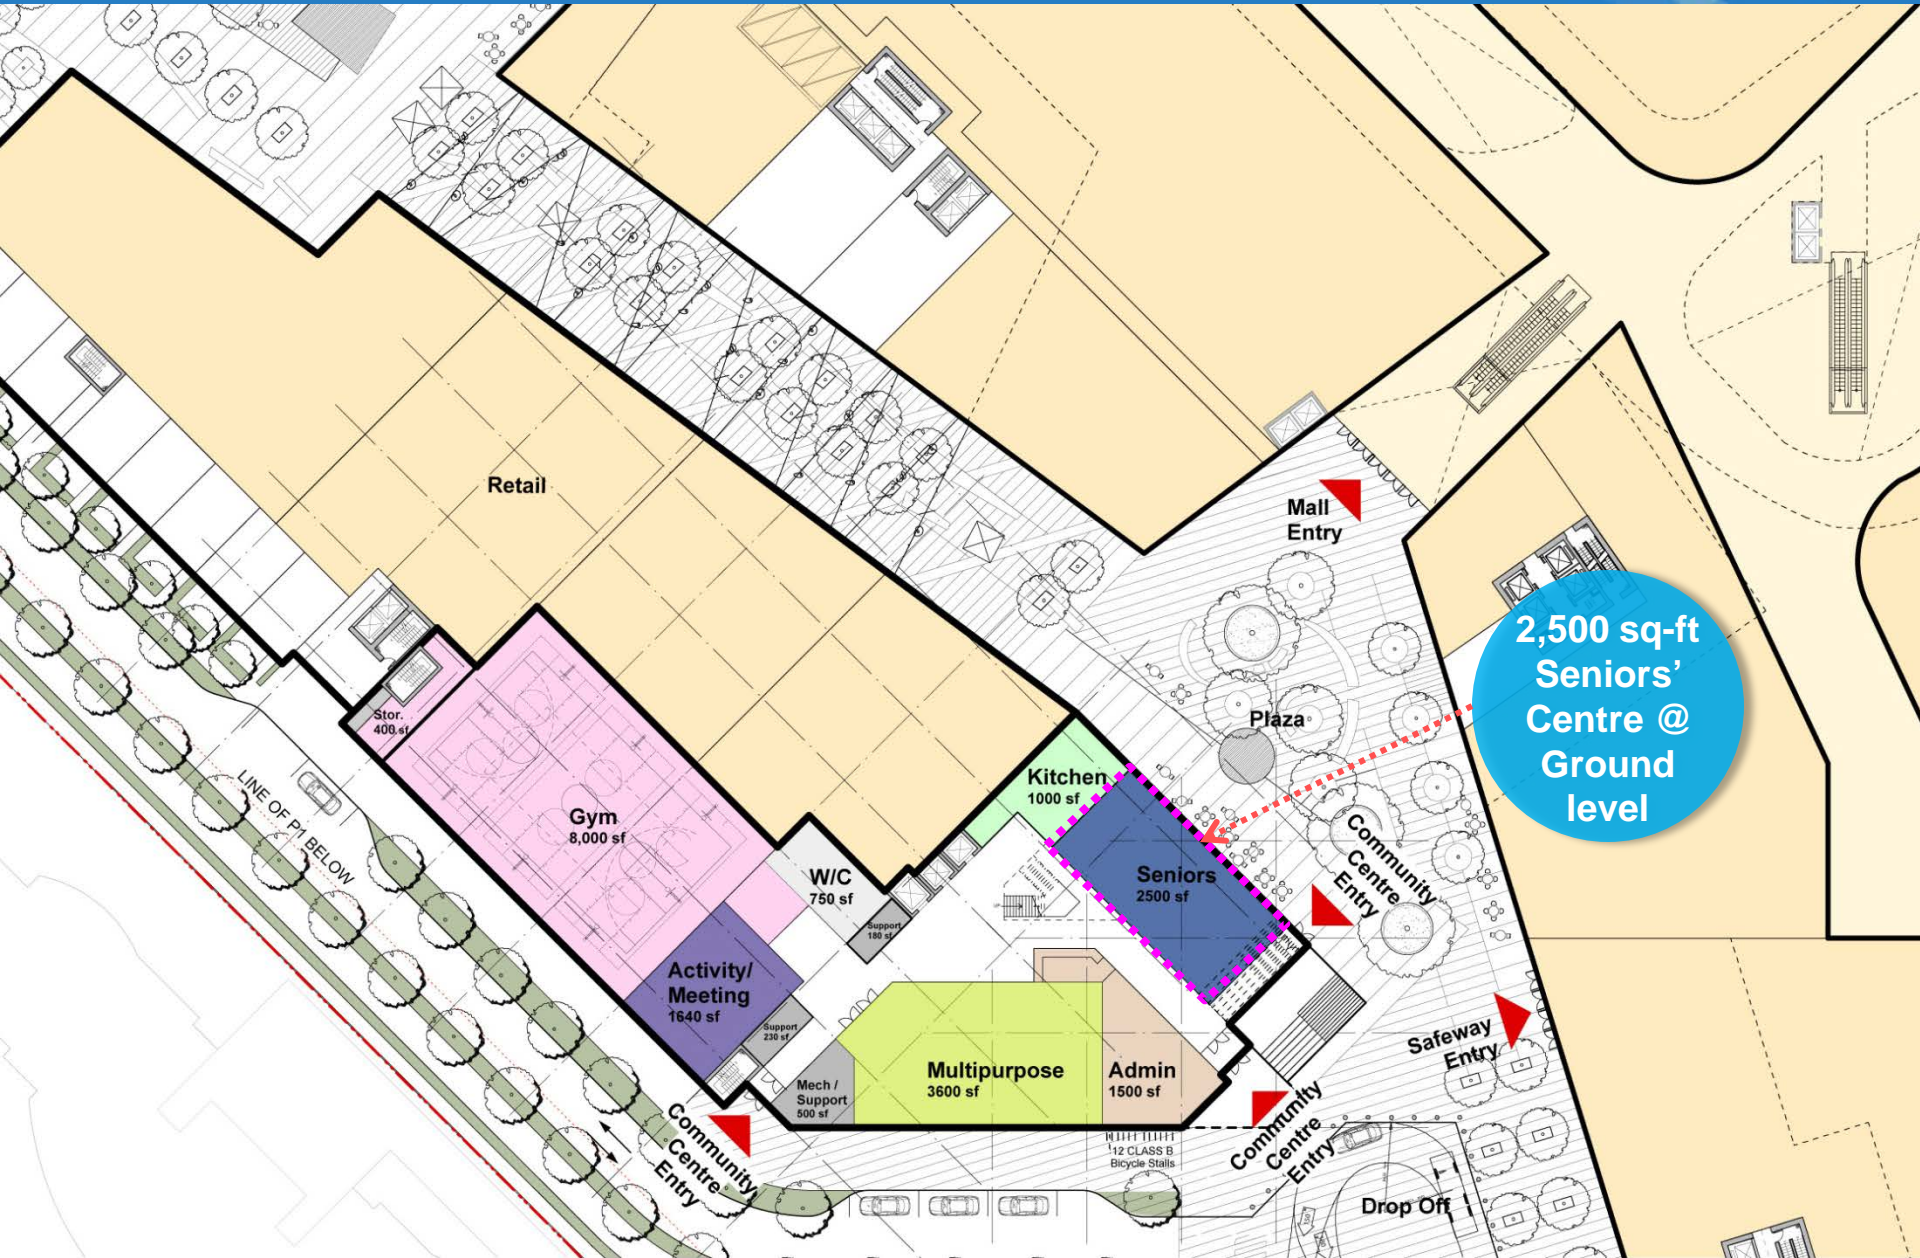 Retail
Mall
Entry
2,500 sq-ft
Seniors’
Centre @
Ground
level
Stor.
400 sf
Plaza
Kitchen
1000 sf
LINE OF P1 BELOW
Gym
8,000 sf
Community
Centre
Entry
W/C
750 sf
Seniors
2500 sf
Support
180 sf
Activity/
Meeting
1640 sf
Support
230 sf
Safeway
Entry
Multipurpose
3600 sf
Admin
1500 sf
Mech /
Support
500 sf
Community
Centre
Entry
Community
Centre
Entry
12 CLASS B
Bicycle Stalls
Drop Off